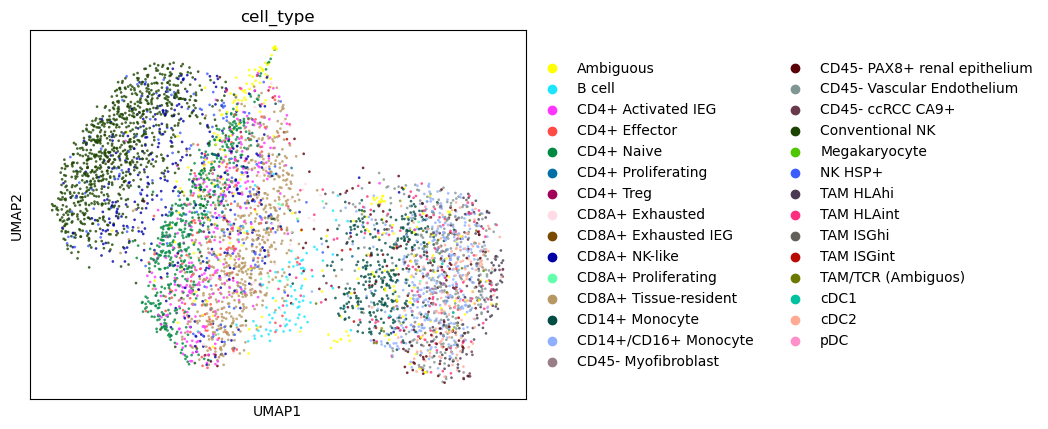 cell_type
UMAP2
UMAP1
Ambiguous
B cell
CD4+ Activated IEG
CD4+ Effector
CD4+ Naive
CD4+ Proliferating
CD4+ Treg
CD8A+ Exhausted
CD8A+ Exhausted IEG
CD8A+ NK-like
CD8A+ Proliferating
CD8A+ Tissue-resident
CD14+ Monocyte
CD14+/CD16+ Monocyte
CD45- Myofibroblast
CD45- PAX8+ renal epithelium
CD45- Vascular Endothelium
CD45- ccRCC CA9+
Conventional NK
Megakaryocyte
NK HSP+
TAM HLAhi
TAM HLAint
TAM ISGhi
TAM ISGint
TAM/TCR (Ambiguos)
cDC1
cDC2
pDC